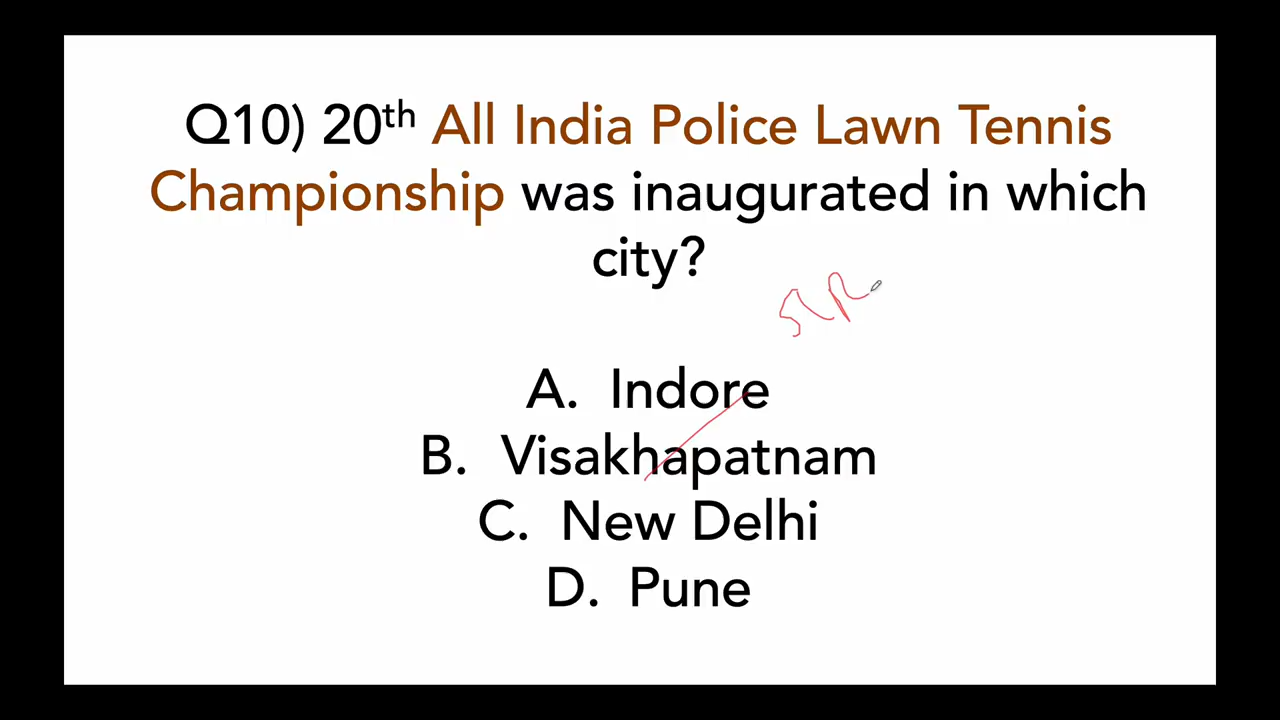 Q10) 20th All India Police Lawn Tennis
Championship was inaugurated in which
city?
A. Indore
B. Visakhapatnam
C. New Delhi
D. Pune